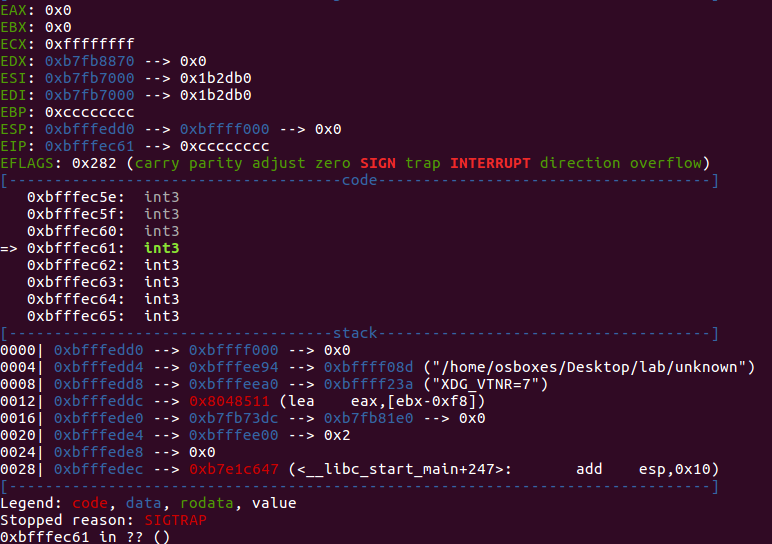 EAX: 0x0
EBX: 0x0
ECX: 0xffffffff
EDX: 0xb7fb8870 --> 0x0
ESI: 0xb7fb7000 --> 0x1b2db0
EDI: 0xb7fb7000 --> 0x1b2db0
EBP: 0xcccccccc
ESP: 0xbfffedd0 --> 0xbffff000 --> 0x0
EIP: 0xbfffec61 --> 0xcccccccc
EFLAGS: 0x282 (carry parity adjust zero SIGN trap INTERRUPT direction overflow)
[-------------------------------------code-------------------------------------]
   0xbfffec5e:  int3
   0xbfffec5f:  int3
   0xbfffec60:  int3
=> 0xbfffec61:  int3
   0xbfffec62:  int3
   0xbfffec63:  int3
   0xbfffec64:  int3
   0xbfffec65:  int3
[------------------------------------stack-------------------------------------]
0000| 0xbfffedd0 --> 0xbffff000 --> 0x0
0004| 0xbfffedd4 --> 0xbfffee94 --> 0xbffff08d ("/home/osboxes/Desktop/lab/unknown")
0008| 0xbfffedd8 --> 0xbfffeea0 --> 0xbffff23a ("XDG_VTNR=7")
0012| 0xbfffeddc --> 0x8048511 (lea    eax,[ebx-0xf8])
0016| 0xbfffede0 --> 0xb7fb73dc --> 0xb7fb81e0 --> 0x0
0020| 0xbfffede4 --> 0xbfffee00 --> 0x2
0024| 0xbfffede8 --> 0x0
0028| 0xbfffedec --> 0xb7e1c647 (<__libc_start_main+247>:        add    esp,0x10)
[------------------------------------------------------------------------------]
Legend: code, data, rodata, value
Stopped reason: SIGTRAP
0xbfffec61 in ?? ()